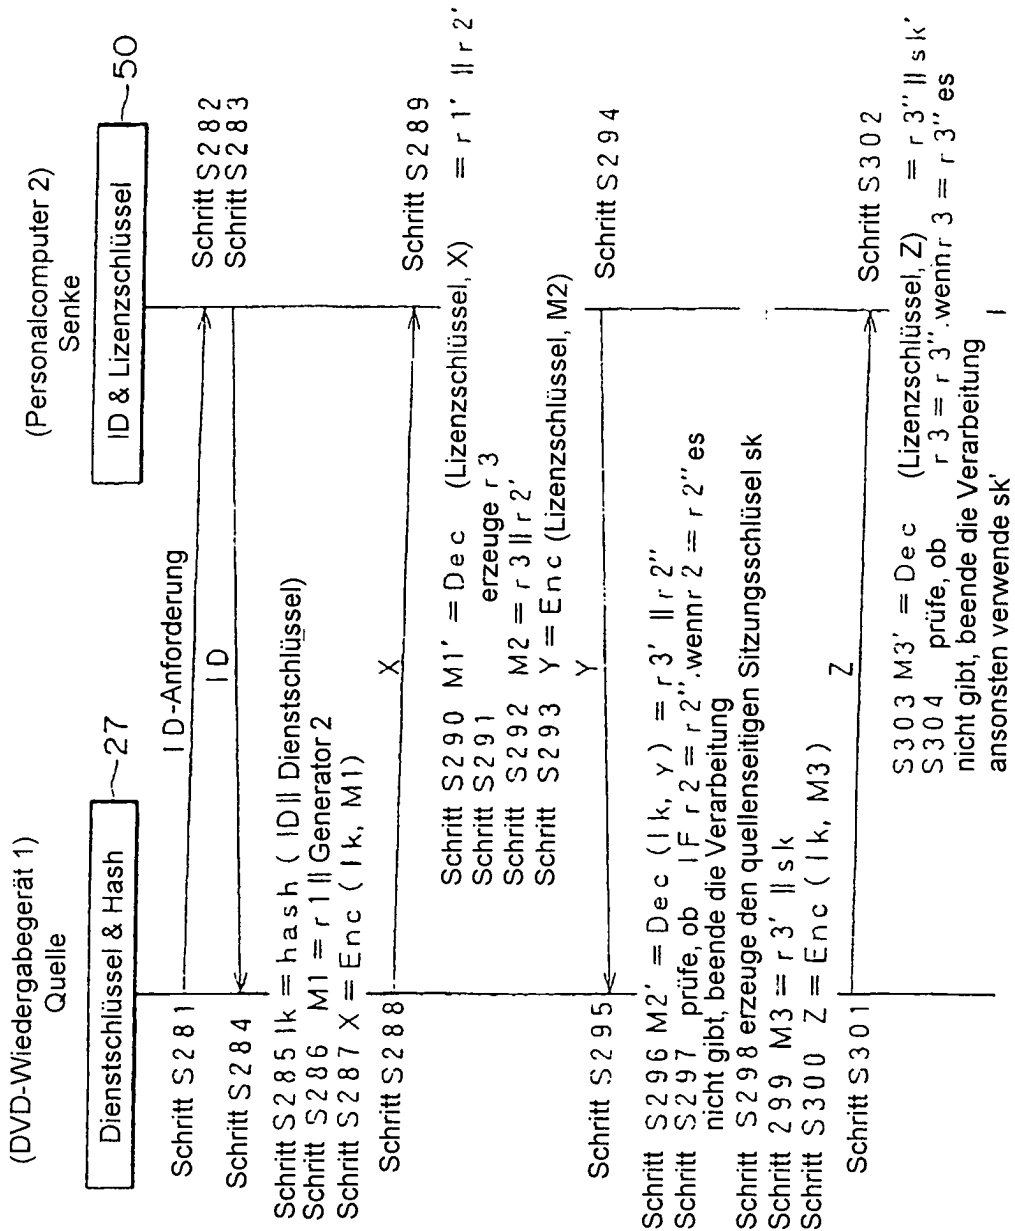 (DVD-Wiedergabegerät 1)
Quelle
Dienstschlüssel & Hash
27
(Personalcomputer 2)
Senke
ID & Lizenzschlüssel
50
Schritt S281
ID-Anforderung
Schritt S282
Schritt S283
ID
Schritt S284
Schritt S285 lk = hash ( ID || Dienstschlüssel)
Schritt S286 M1 = r1 || Generator 2
Schritt S287 X = Enc ( lk, M1)
Schritt S288
X
Schritt S289
Schritt S290 M1' = Dec (Lizenzschlüssel, X) = r1' || r2'
Schritt S291 erzeuge r3
Schritt S292 M2 = r3 || r2'
Schritt S293 Y = Enc (Lizenzschlüssel, M2)
Schritt S294
Y
Schritt S295
Schritt S296 M2' = Dec ( lk, y ) = r3' || r2''
Schritt S297 prüfe, ob IF r2 = r2''.wennr2 = r2'' es
nicht gibt, beende die Verarbeitung
Schritt S298 erzeuge den quellenseitigen Sitzungsschlüsel sk
Schritt 299 M3 = r3' || sk
Schritt S300 Z = Enc ( lk, M3)
Schritt S301
Z
Schritt S302
S303 M3' = Dec (Lizenzschlüssel, Z) = r3'' || sk'
S304 prüfe, ob r3 = r3''.wennr3 = r3'' es
nicht gibt, beende die Verarbeitung
ansonsten verwende sk'